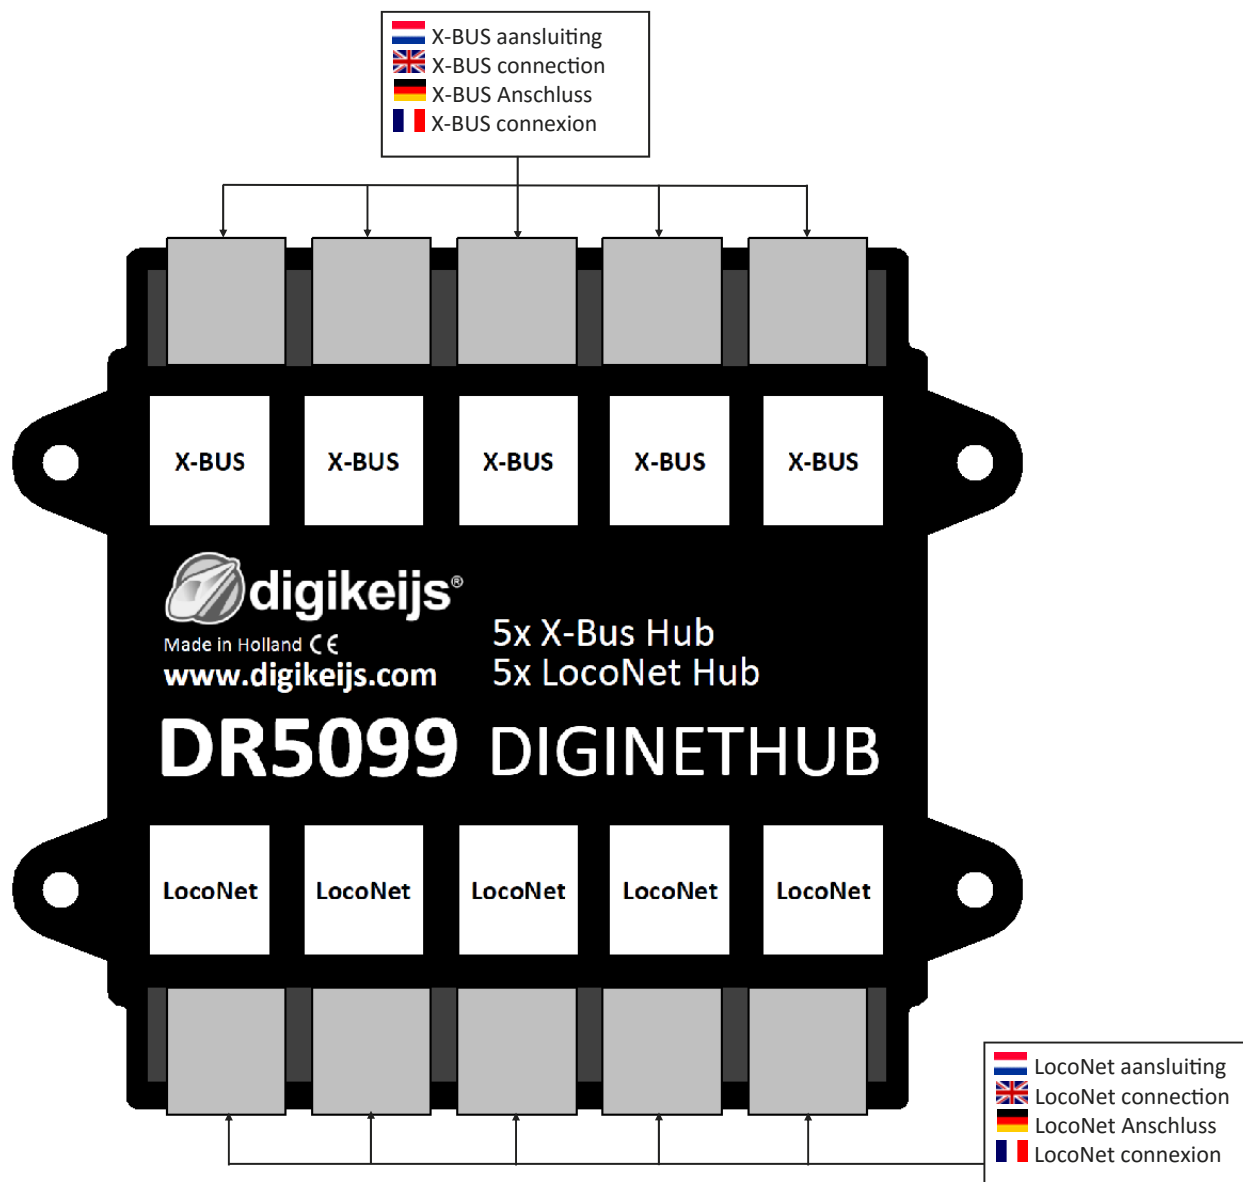 X-BUS aansluiting
X-BUS connection
X-BUS Anschluss
X-BUS connexion
X-BUS X-BUS X-BUS X-BUS X-BUS
digikeijs®
Made in Holland CE
www.digikeijs.com
5x X-Bus Hub
5x LocoNet Hub
DR5099 DIGINETHUB
LocoNet LocoNet LocoNet LocoNet LocoNet
LocoNet aansluiting
LocoNet connection
LocoNet Anschluss
LocoNet connexion